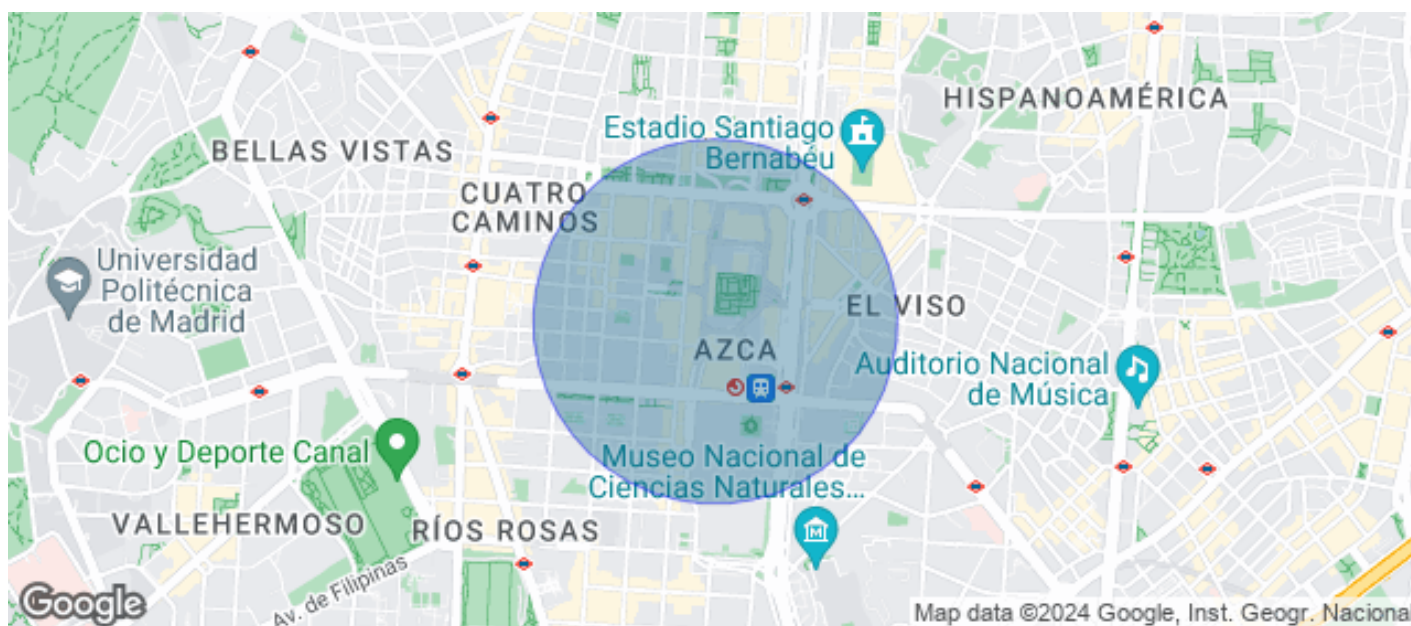 HISPANOAMÉRICA
Estadio Santiago
Bernabéu
BELLAS VISTAS
CUATRO
CAMINOS
Universidad
Politécnica
de Madrid
EL VISO
AZCA
Auditorio Nacional
de Música
Ocio y Deporte Canal
Museo Nacional de
Ciencias Naturales...
VALLEHERMOSO
RÍOS ROSAS
Av. de Filipinas
Google
Map data ©2024 Google, Inst. Geogr. Nacional